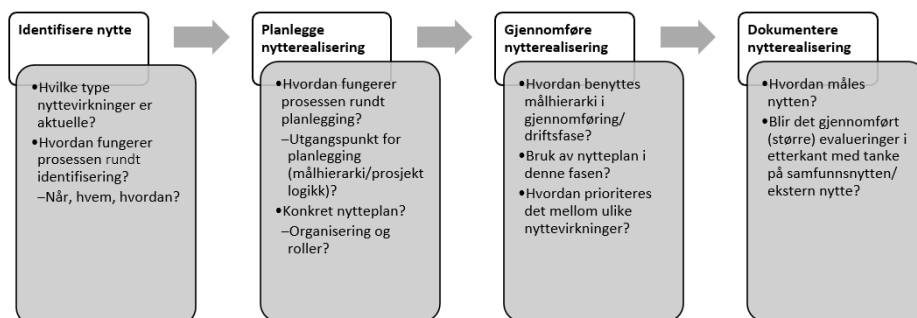 Identifisere nytte
•Hvilke type
nyttevirkninger er
aktuelle?
•Hvordan fungerer
prosessen rundt
identifisering?
–Når, hvem, hvordan?
Planlegge
nytterealisering
•Hvordan fungerer
prosessen rundt
planlegging?
–Utgangspunkt for
planlegging
(målhierarki/prosjekt
logikk)?
•Konkret nytteplan?
–Organisering og
roller?
Gjennomføre
nytterealisering
•Hvordan benyttes
målhierarki i
gjennomføring/
driftsfase?
•Bruk av nytteplan i
denne fasen?
•Hvordan prioriteres
det mellom ulike
nyttevirkninger?
Dokumentere
nytterealisering
•Hvordan måles
nytten?
•Blir det gjennomført
(større) evalueringer i
etterkant med tanke
på samfunnsnytten/
ekstern nytte?